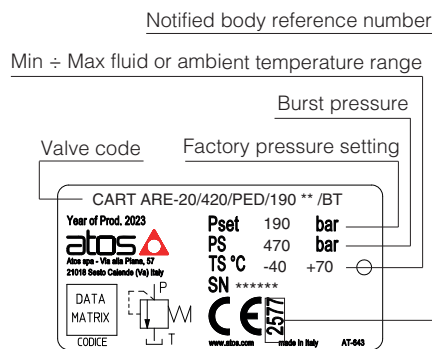 Notified body reference number
Min ÷ Max fluid or ambient temperature range
Burst pressure
Valve code
Factory pressure setting
CART ARE-20/420/PED/190 ** /BT
Year of Prod. 2023
atos
Atos spa - Via alla Piana, 57
21018 Sesto Calende (Va) Italy
Pset 190 bar
PS 470 bar
TS °C -40 +70
SN ******
DATA
MATRIX
CODICE
P
T
CE
2577
www.atos.com
made in Italy
AT-643